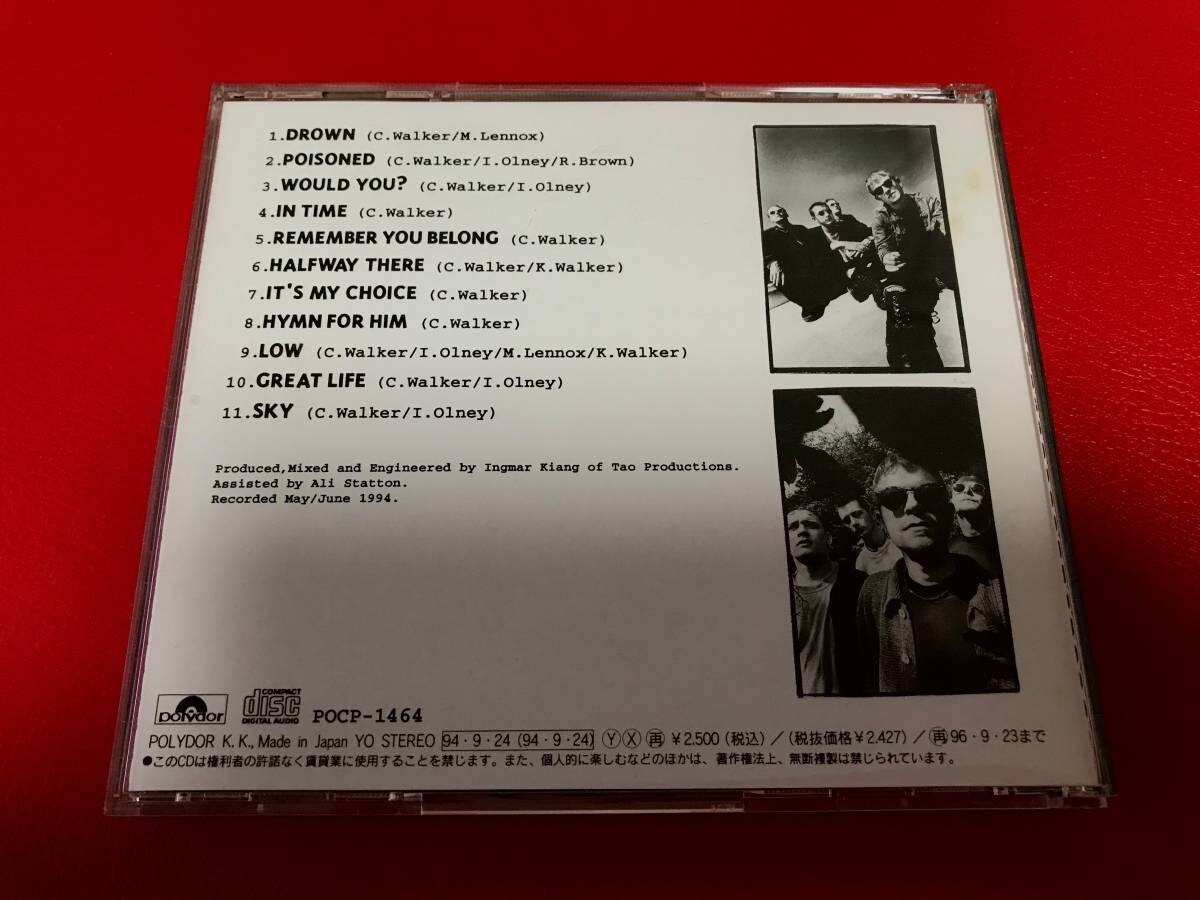 1.DROWN (C.Walker/M.Lennox)
2.POISONED (C.Walker/I.Olney/R.Brown)
3.WOULD YOU? (C.Walker/I.Olney)
4.IN TIME (C.Walker)
5.REMEMBER YOU BELONG (C.Walker)
6.HALFWAY THERE (C.Walker/K.Walker)
7.IT'S MY CHOICE (C.Walker)
8.HYMN FOR HIM (C.Walker)
9.LOW (C.Walker/I.Olney/M.Lennox/K.Walker)
10.GREAT LIFE (C.Walker/I.Olney)
11.SKY (C.Walker/I.Olney)
Produced,Mixed and Engineered by Ingmar Kiang of Tao Productions.
Assisted by Ali Statton.
Recorded May/June 1994.
polydor COMPACT disc DIGITAL AUDIO POCP-1464
POLYDOR K.K., Made in Japan YO STEREO 94・9・24 (94・9・24) Ⓨ Ⓧ ㊢ ¥2.500 (税込) / (税抜価格¥2.427) / 再 96・9・23まで
●このCDは権利者の許諾なく賃貸業に使用することを禁じます。また、個人的に楽しむなどのほかは、著作権法上、無断複製は禁じられています。